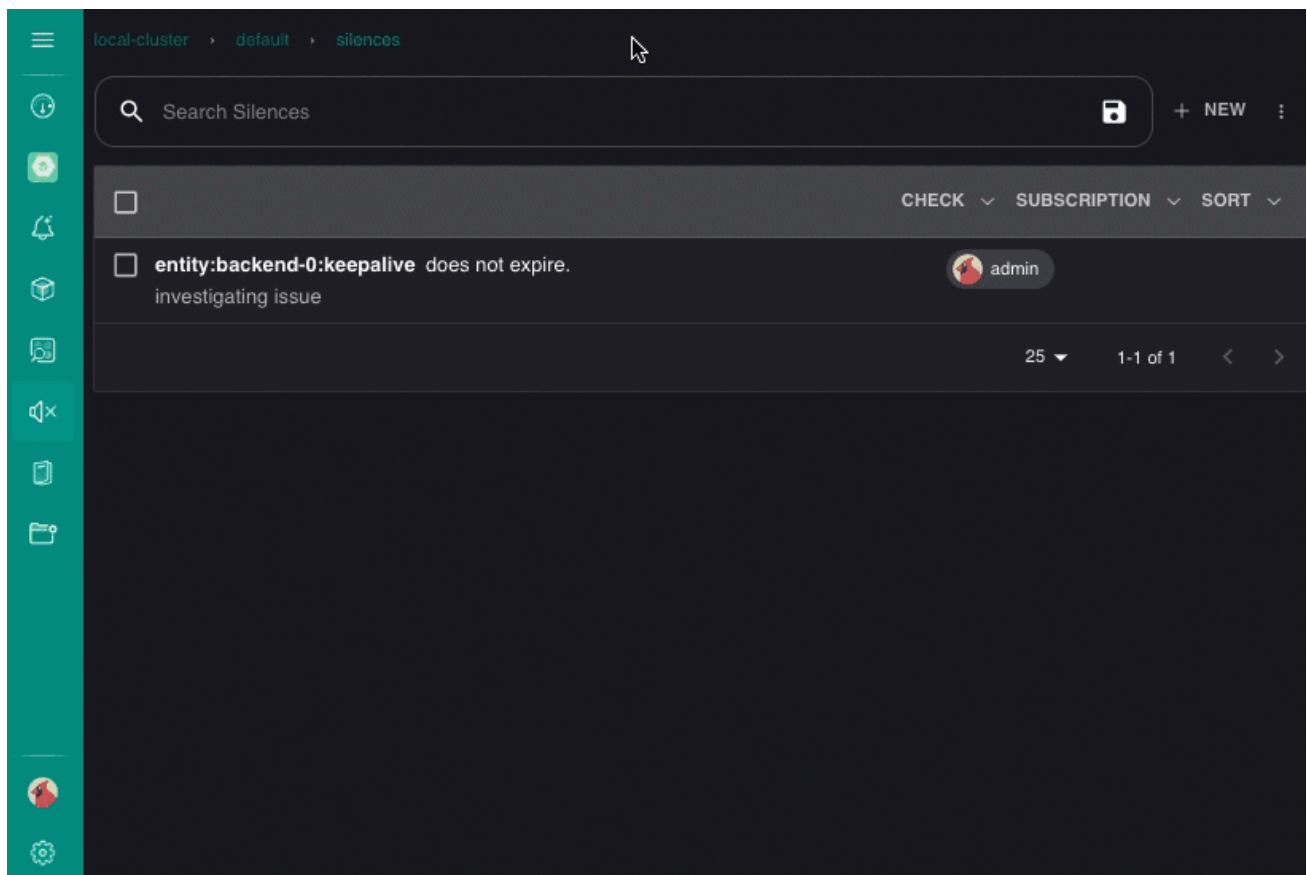 local-cluster › default › silences
Search Silences
+ NEW
CHECK SUBSCRIPTION SORT
entity:backend-0:keepalive does not expire.
admin
investigating issue
25 1-1 of 1